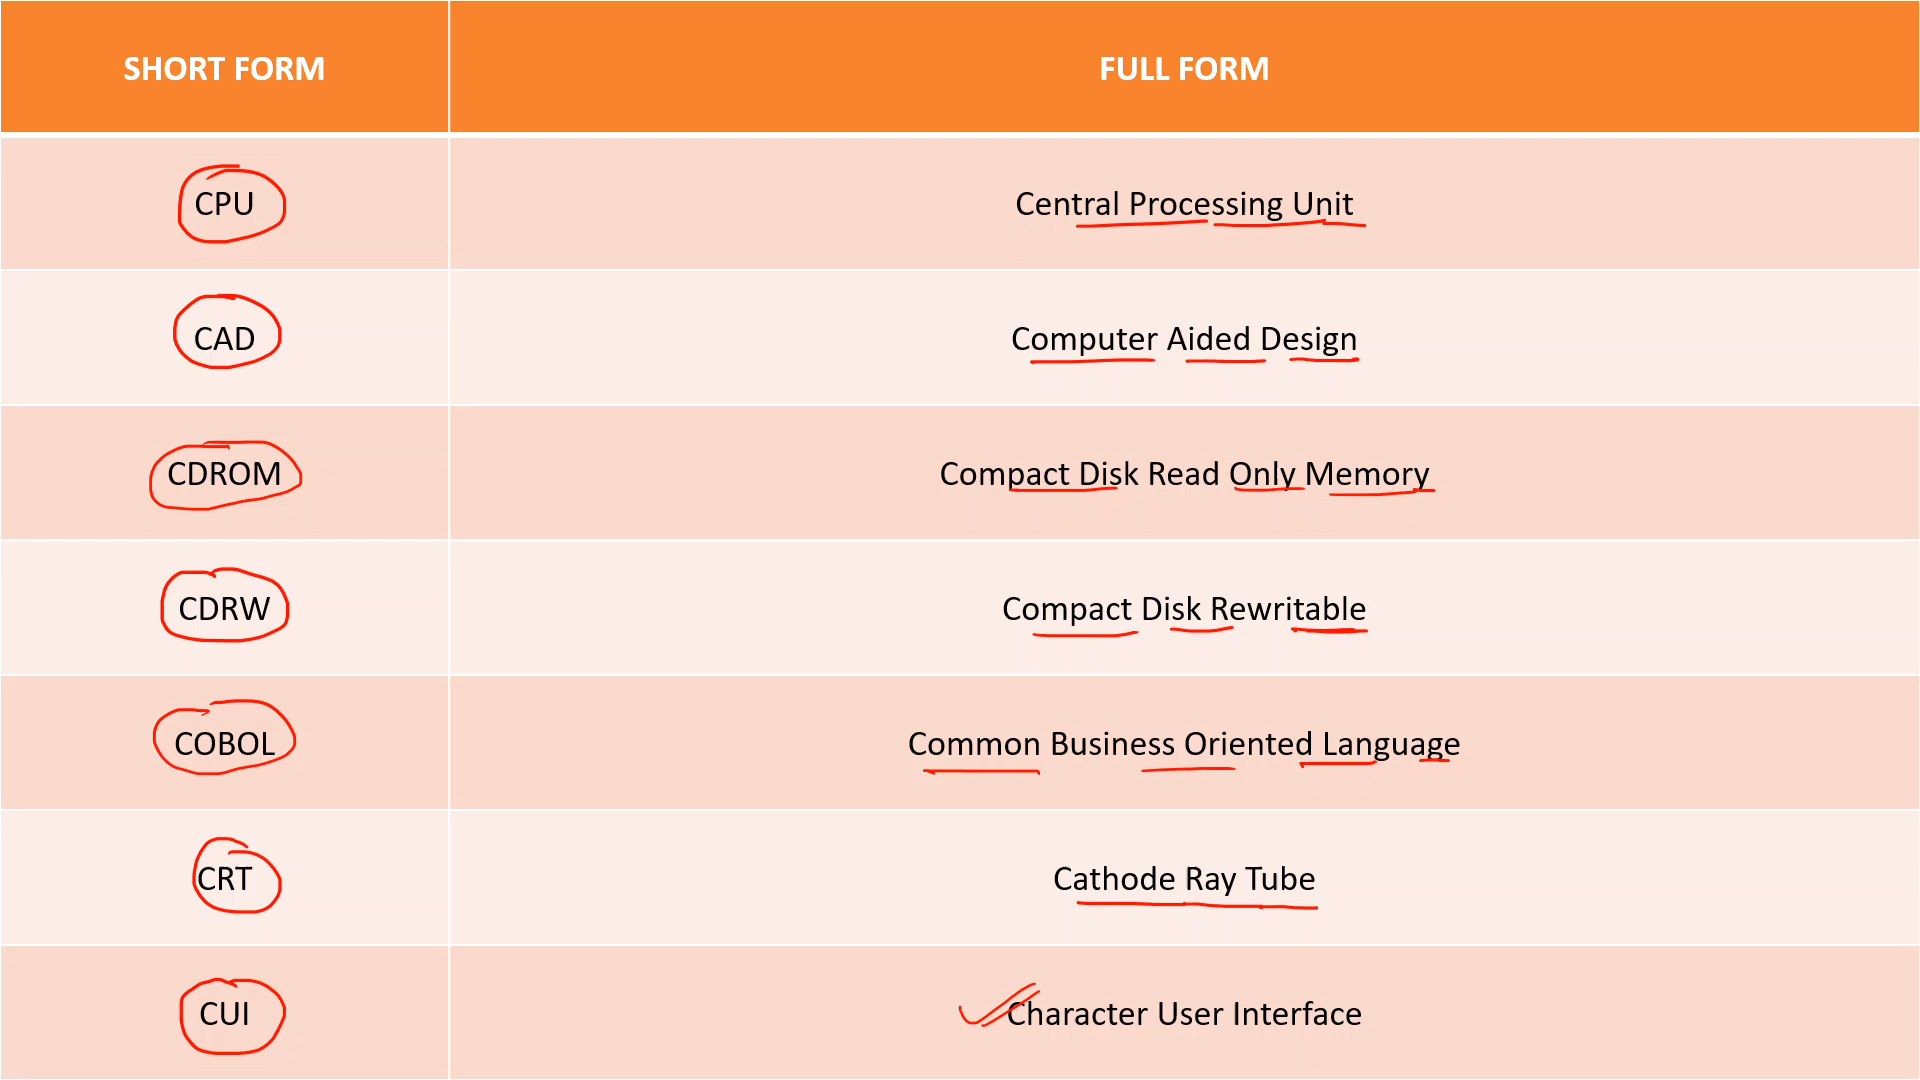 SHORT FORM FULL FORM
CPU Central Processing Unit
CAD Computer Aided Design
CDROM Compact Disk Read Only Memory
CDRW Compact Disk Rewritable
COBOL Common Business Oriented Language
CRT Cathode Ray Tube
CUI Character User Interface